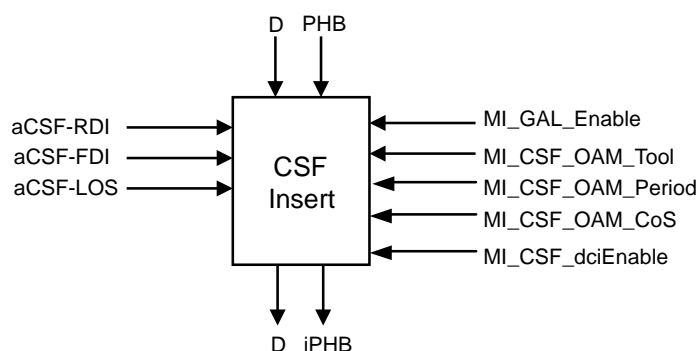 D PHB
aCSF-RDI
aCSF-FDI
aCSF-LOS
CSF
Insert
MI_GAL_Enable
MI_CSF_OAM_Tool
MI_CSF_OAM_Period
MI_CSF_OAM_CoS
MI_CSF_dciEnable
D iPHB